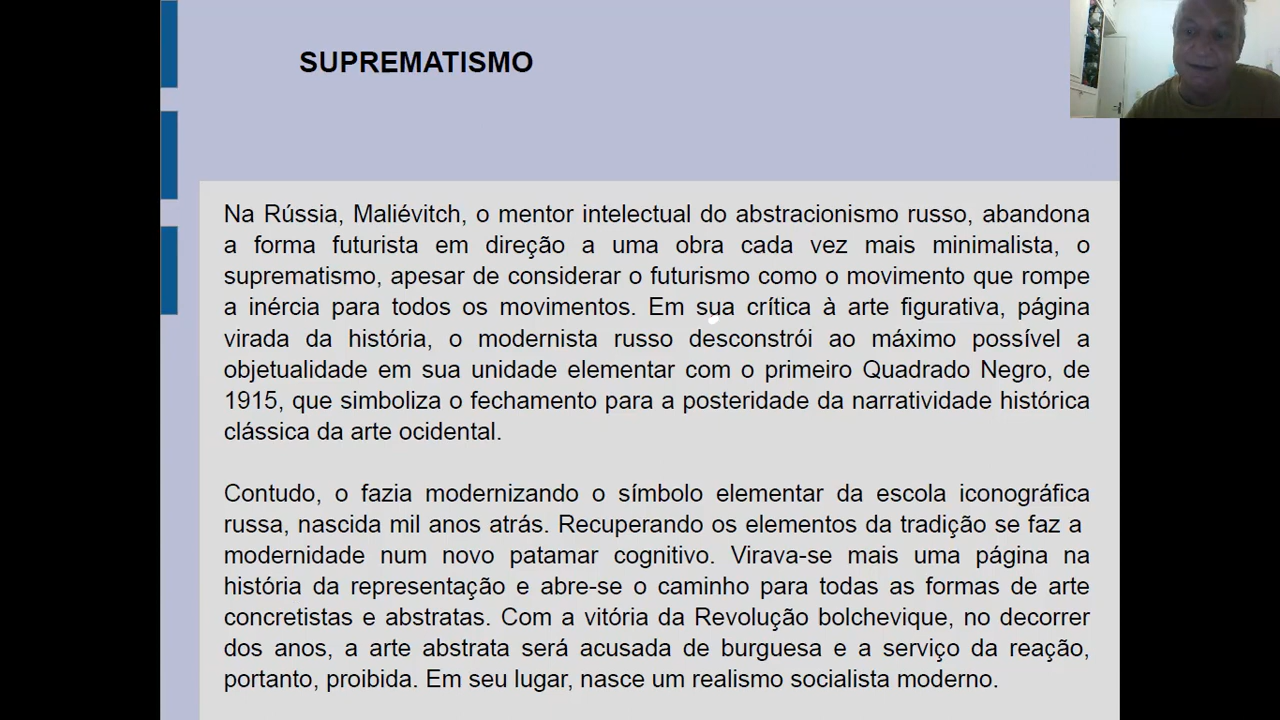 SUPREMATISMO
Na Rússia, Maliévitch, o mentor intelectual do abstracionismo russo, abandona
a forma futurista em direção a uma obra cada vez mais minimalista, o
suprematismo, apesar de considerar o futurismo como o movimento que rompe
a inércia para todos os movimentos. Em sua crítica à arte figurativa, página
virada da história, o modernista russo desconstrói ao máximo possível a
objetualidade em sua unidade elementar com o primeiro Quadrado Negro, de
1915, que simboliza o fechamento para a posteridade da narratividade histórica
clássica da arte ocidental.
Contudo, o fazia modernizando o símbolo elementar da escola iconográfica
russa, nascida mil anos atrás. Recuperando os elementos da tradição se faz a
modernidade num novo patamar cognitivo. Virava-se mais uma página na
história da representação e abre-se o caminho para todas as formas de arte
concretistas e abstratas. Com a vitória da Revolução bolchevique, no decorrer
dos anos, a arte abstrata será acusada de burguesa e a serviço da reação,
portanto, proibida. Em seu lugar, nasce um realismo socialista moderno.